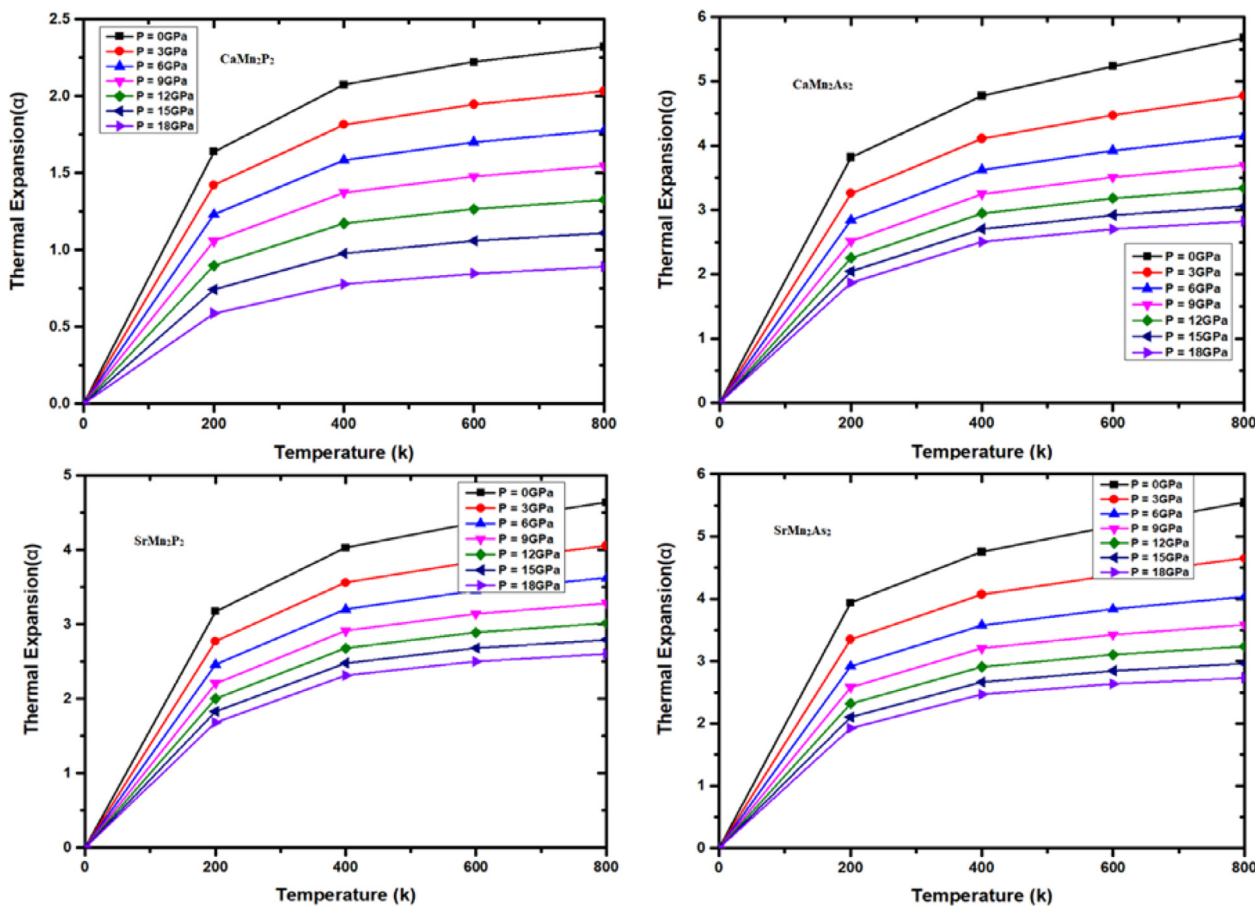 2.5
2.0
1.5
1.0
0.5
0.0
Thermal Expansion(α)
P = 0GPa
P = 3GPa
P = 6GPa
P = 9GPa
P = 12GPa
P = 15GPa
P = 18GPa
CaMn₂P₂
0 200 400 600 800
Temperature (k)
6
5
4
3
2
1
0
Thermal Expansion(α)
CaMn₂As₂
P = 0GPa
P = 3GPa
P = 6GPa
P = 9GPa
P = 12GPa
P = 15GPa
P = 18GPa
0 200 400 600 800
Temperature (k)
5
4
3
2
1
0
Thermal Expansion(α)
SrMn₂P₂
P = 0GPa
P = 3GPa
P = 6GPa
P = 9GPa
P = 12GPa
P = 15GPa
P = 18GPa
0 200 400 600 800
Temperature (k)
6
5
4
3
2
1
0
Thermal Expansion(α)
SrMn₂As₂
P = 0GPa
P = 3GPa
P = 6GPa
P = 9GPa
P = 12GPa
P = 15GPa
P = 18GPa
0 200 400 600 800
Temperature (k)